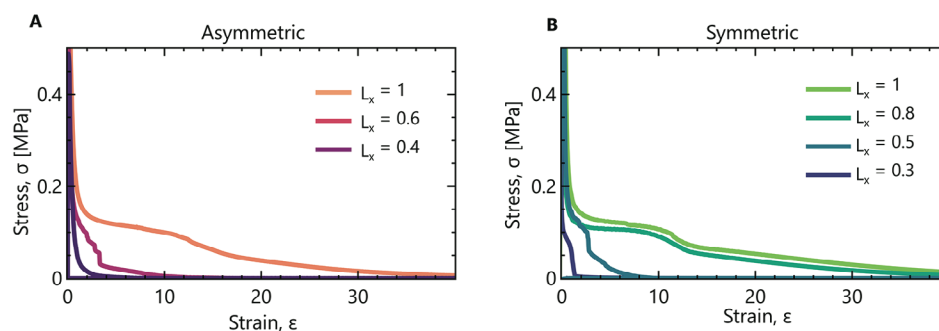 A
Asymmetric
Stress, σ [MPa]
0.4
0.2
0
Lₓ = 1
Lₓ = 0.6
Lₓ = 0.4
0 10 20 30
Strain, ε
B
Symmetric
Stress, σ [MPa]
0.4
0.2
0
Lₓ = 1
Lₓ = 0.8
Lₓ = 0.5
Lₓ = 0.3
0 10 20 30
Strain, ε